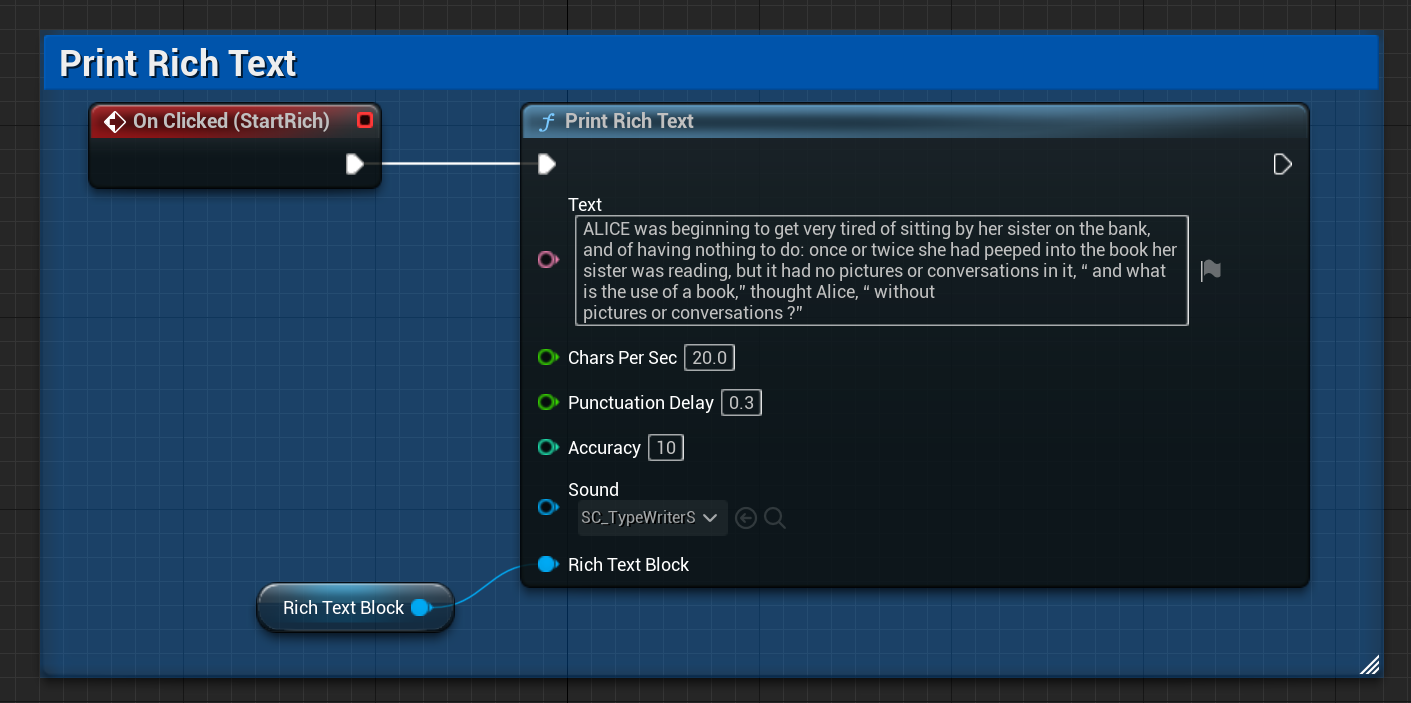 Print Rich Text
On Clicked (StartRich)
Print Rich Text
Text
ALICE was beginning to get very tired of sitting by her sister on the bank,
and of having nothing to do: once or twice she had peeped into the book her
sister was reading, but it had no pictures or conversations in it, “ and what
is the use of a book,” thought Alice, “ without
pictures or conversations ?”
Chars Per Sec 20.0
Punctuation Delay 0.3
Accuracy 10
Sound
SC_TypeWriterS
Rich Text Block
Rich Text Block